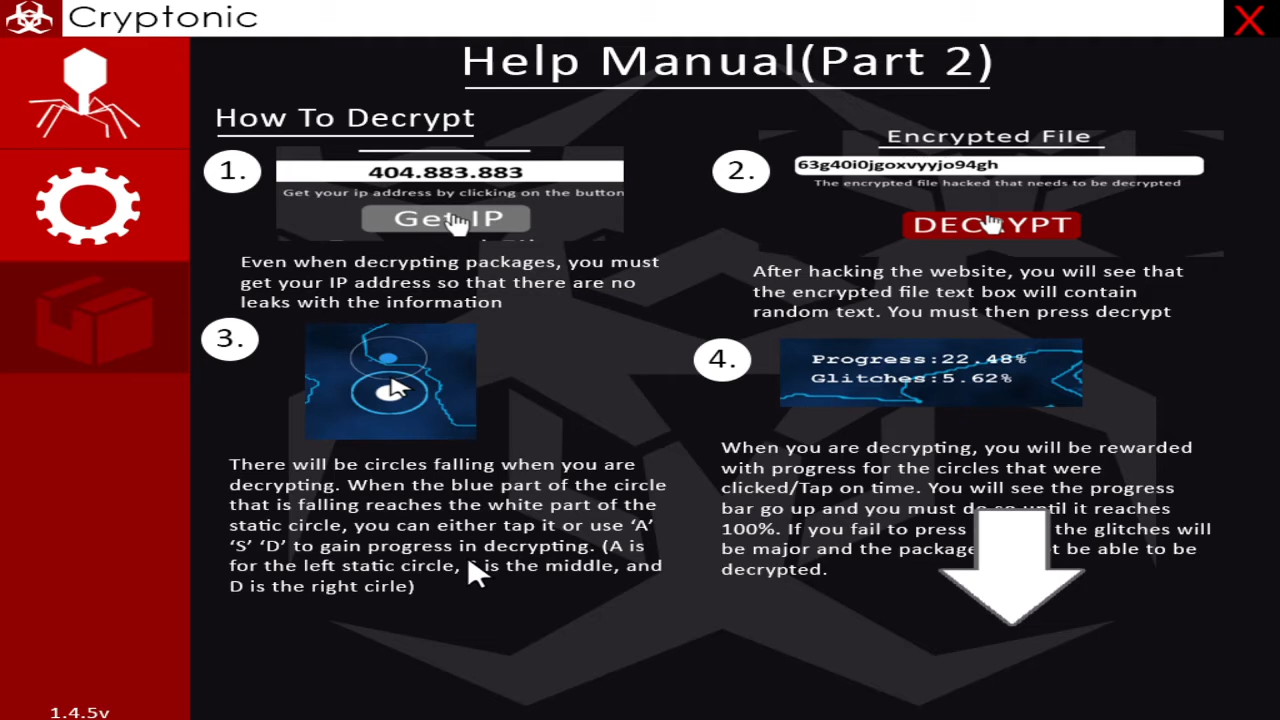 Cryptonic
X
Help Manual(Part 2)
How To Decrypt
1.
404.883.883
Get your ip address by clicking on the button
Get IP
Even when decrypting packages, you must
get your IP address so that there are no
leaks with the information
2.
Encrypted File
63g40i0jgoxvyyjo94gh
The encrypted file hacked that needs to be decrypted
DECRYPT
After hacking the website, you will see that
the encrypted file text box will contain
random text. You must then press decrypt
3.
There will be circles falling when you are
decrypting. When the blue part of the circle
that is falling reaches the white part of the
static circle, you can either tap it or use ‘A’
‘S’ ‘D’ to gain progress in decrypting. (A is
for the left static circle, is the middle, and
D is the right cirle)
4.
Progress:22.48%
Glitches:5.62%
When you are decrypting, you will be rewarded
with progress for the circles that were
clicked/Tap on time. You will see the progress
bar go up and you must do so until it reaches
100%. If you fail to press the glitches will
be major and the package be able to be
decrypted.
1.4.5v